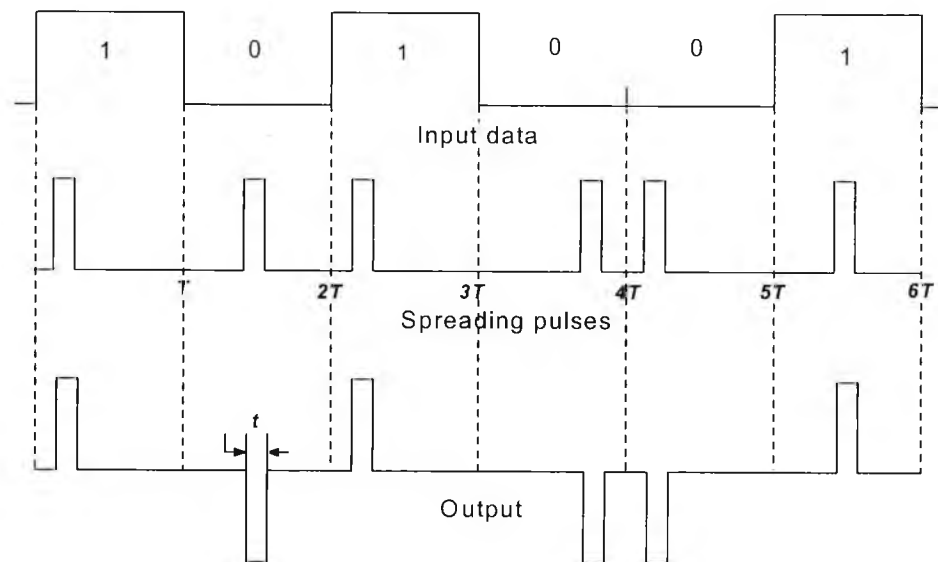 1 0 1 0 0 1
Input data
T 2T 3T 4T 5T 6T
Spreading pulses
t
Output